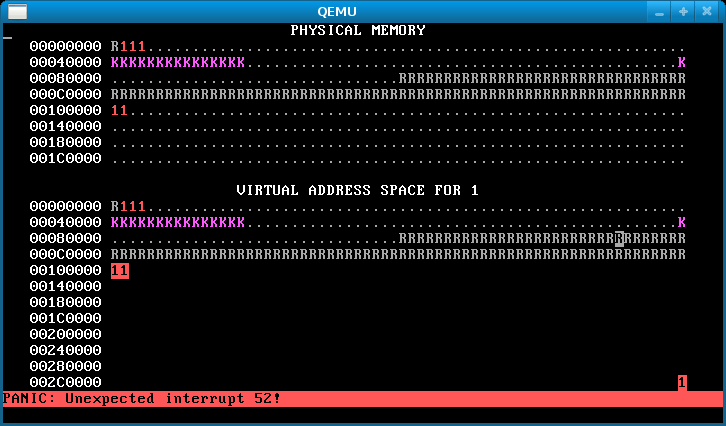 QEMU
PHYSICAL MEMORY
00000000 R111............................................................
00040000 KKKKKKKKKKKKKKK................................................K
00080000 ................................RRRRRRRRRRRRRRRRRRRRRRRRRRRRRRRR
000C0000 RRRRRRRRRRRRRRRRRRRRRRRRRRRRRRRRRRRRRRRRRRRRRRRRRRRRRRRRRRRRRRRR
00100000 11..............................................................
00140000 ................................................................
00180000 ................................................................
001C0000 ................................................................
VIRTUAL ADDRESS SPACE FOR 1
00000000 R111............................................................
00040000 KKKKKKKKKKKKKKK................................................K
00080000 ................................RRRRRRRRRRRRRRRRRRRRRRRRRRRRRRRR
000C0000 RRRRRRRRRRRRRRRRRRRRRRRRRRRRRRRRRRRRRRRRRRRRRRRRRRRRRRRRRRRRRRRR
00100000 11
00140000
00180000
001C0000
00200000
00240000
00280000
002C0000 1
PANIC: Unexpected interrupt 52!